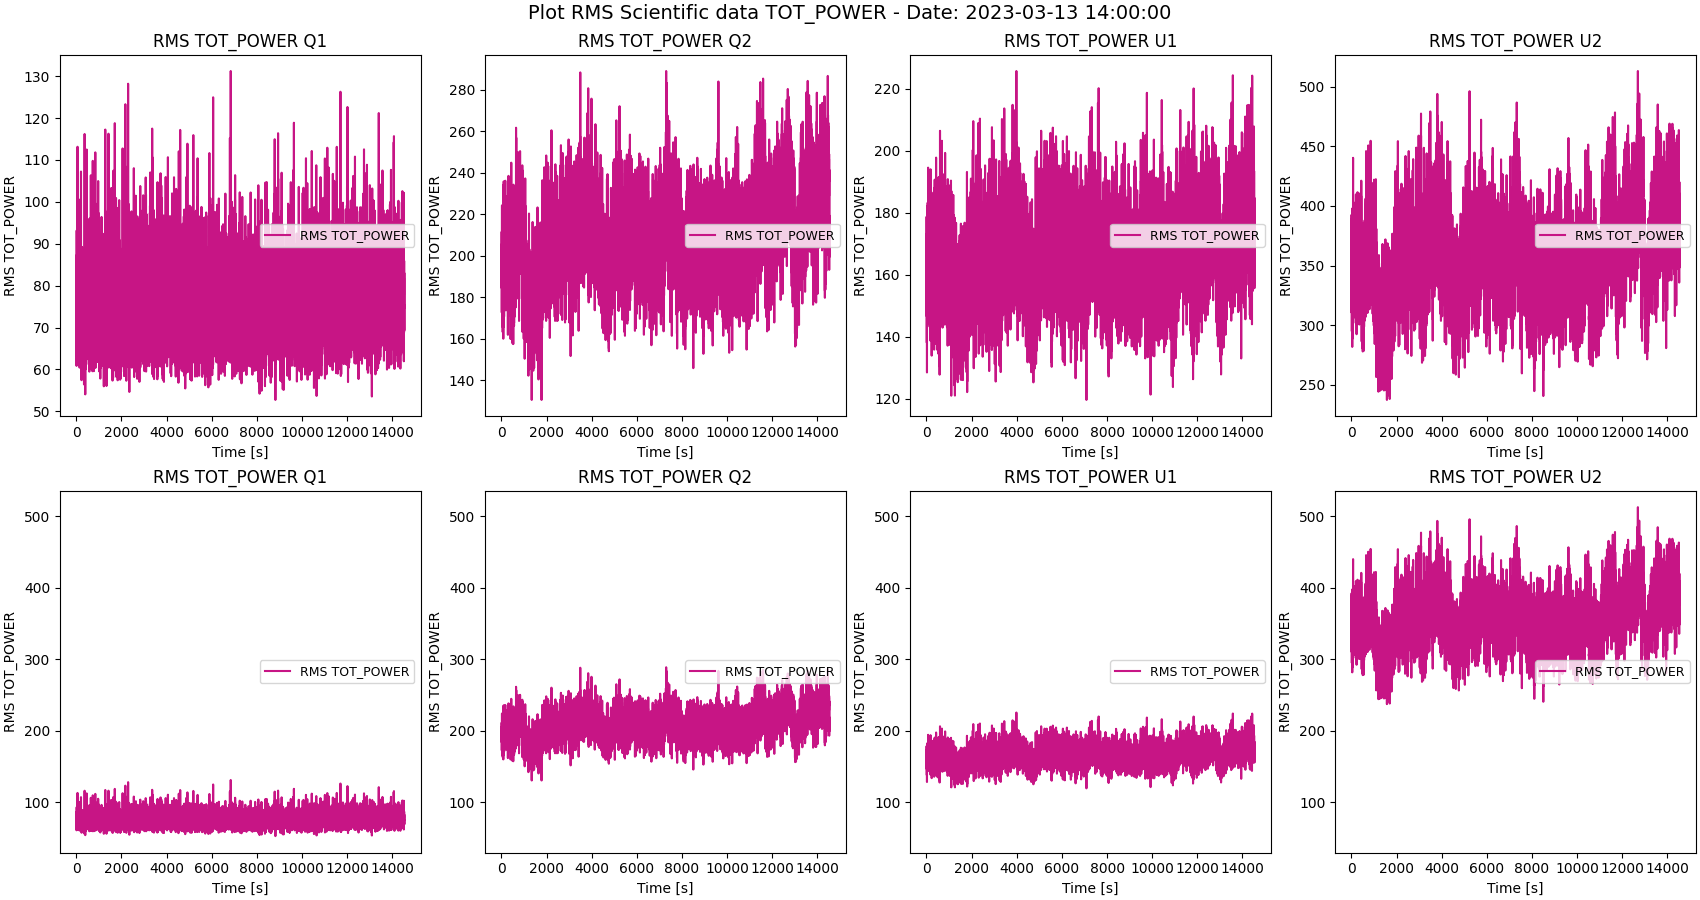 Plot RMS Scientific data TOT_POWER - Date: 2023-03-13 14:00:00
RMS TOT_POWER Q1
RMS TOT_POWER
130
120
110
100
90
80
70
60
50
RMS TOT_POWER
0 2000 4000 6000 8000 10000 12000 14000
Time [s]
RMS TOT_POWER Q2
RMS TOT_POWER
280
260
240
220
200
180
160
140
RMS TOT_POWER
0 2000 4000 6000 8000 10000 12000 14000
Time [s]
RMS TOT_POWER U1
RMS TOT_POWER
220
200
180
160
140
120
RMS TOT_POWER
0 2000 4000 6000 8000 10000 12000 14000
Time [s]
RMS TOT_POWER U2
RMS TOT_POWER
500
450
400
350
300
250
RMS TOT_POWER
0 2000 4000 6000 8000 10000 12000 14000
Time [s]
RMS TOT_POWER Q1
RMS TOT_POWER
500
400
300
200
100
RMS TOT_POWER
0 2000 4000 6000 8000 10000 12000 14000
Time [s]
RMS TOT_POWER Q2
RMS TOT_POWER
500
400
300
200
100
RMS TOT_POWER
0 2000 4000 6000 8000 10000 12000 14000
Time [s]
RMS TOT_POWER U1
RMS TOT_POWER
500
400
300
200
100
RMS TOT_POWER
0 2000 4000 6000 8000 10000 12000 14000
Time [s]
RMS TOT_POWER U2
RMS TOT_POWER
500
400
300
200
100
RMS TOT_POWER
0 2000 4000 6000 8000 10000 12000 14000
Time [s]